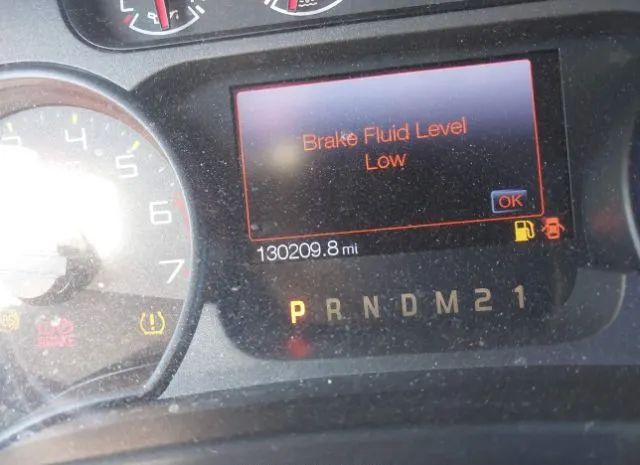 Brake Fluid Level
Low
OK
130209.8 mi
4
5
6
7
P R N D M 2 1
BRAKE